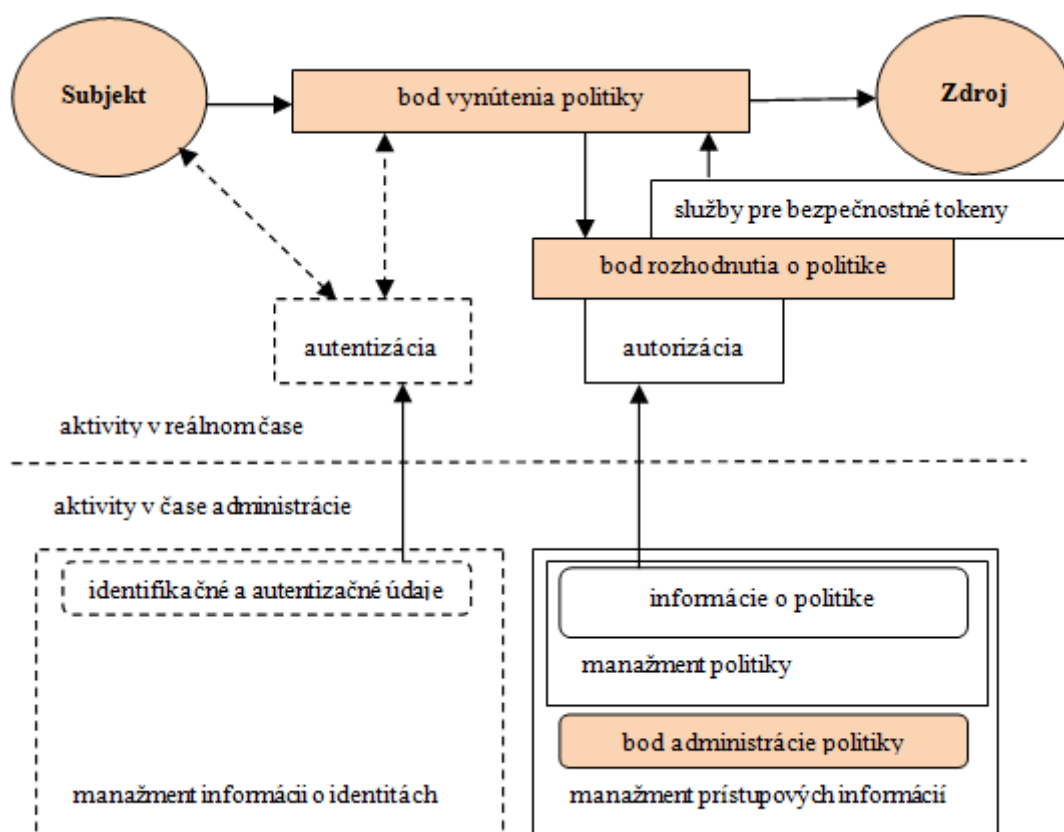 Subjekt
bod vynútenia politiky
Zdroj
služby pre bezpečnostné tokeny
bod rozhodnutia o politike
autentizácia
autorizácia
aktivity v reálnom čase
aktivity v čase administrácie
identifikačné a autentizačné údaje
informácie o politike
manažment politiky
bod administrácie politiky
manažment informácii o identitách
manažment prístupových informácií